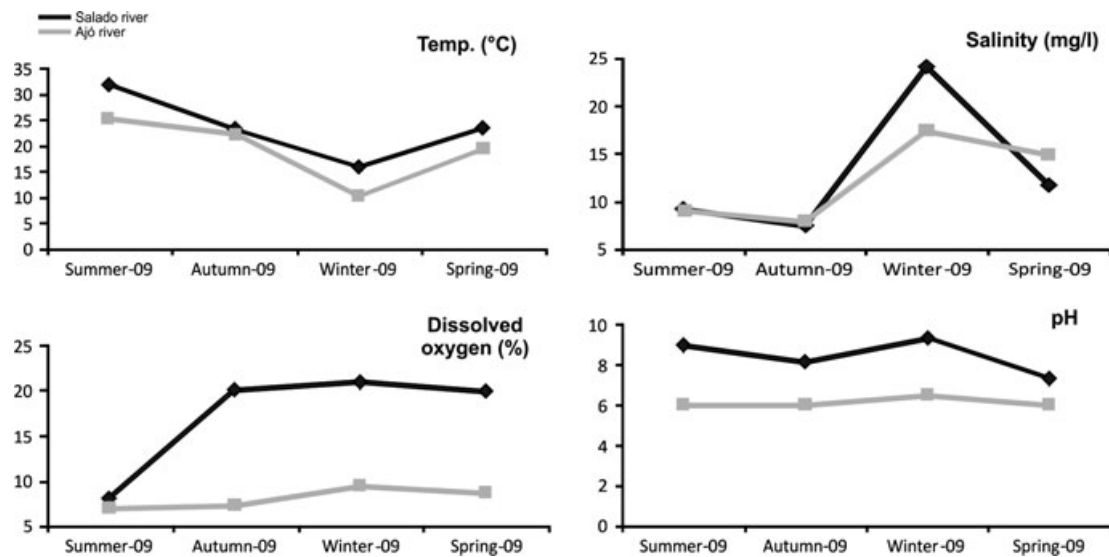 Salado river
Ajó river
Temp. (°C)
35
30
25
20
15
10
5
0
Summer-09 Autumn-09 Winter-09 Spring-09
Salinity (mg/l)
25
20
15
10
5
Summer-09 Autumn-09 Winter-09 Spring-09
Dissolved
oxygen (%)
25
20
15
10
5
Summer-09 Autumn-09 Winter-09 Spring-09
pH
10
8
6
4
2
0
Summer-09 Autumn-09 Winter-09 Spring-09